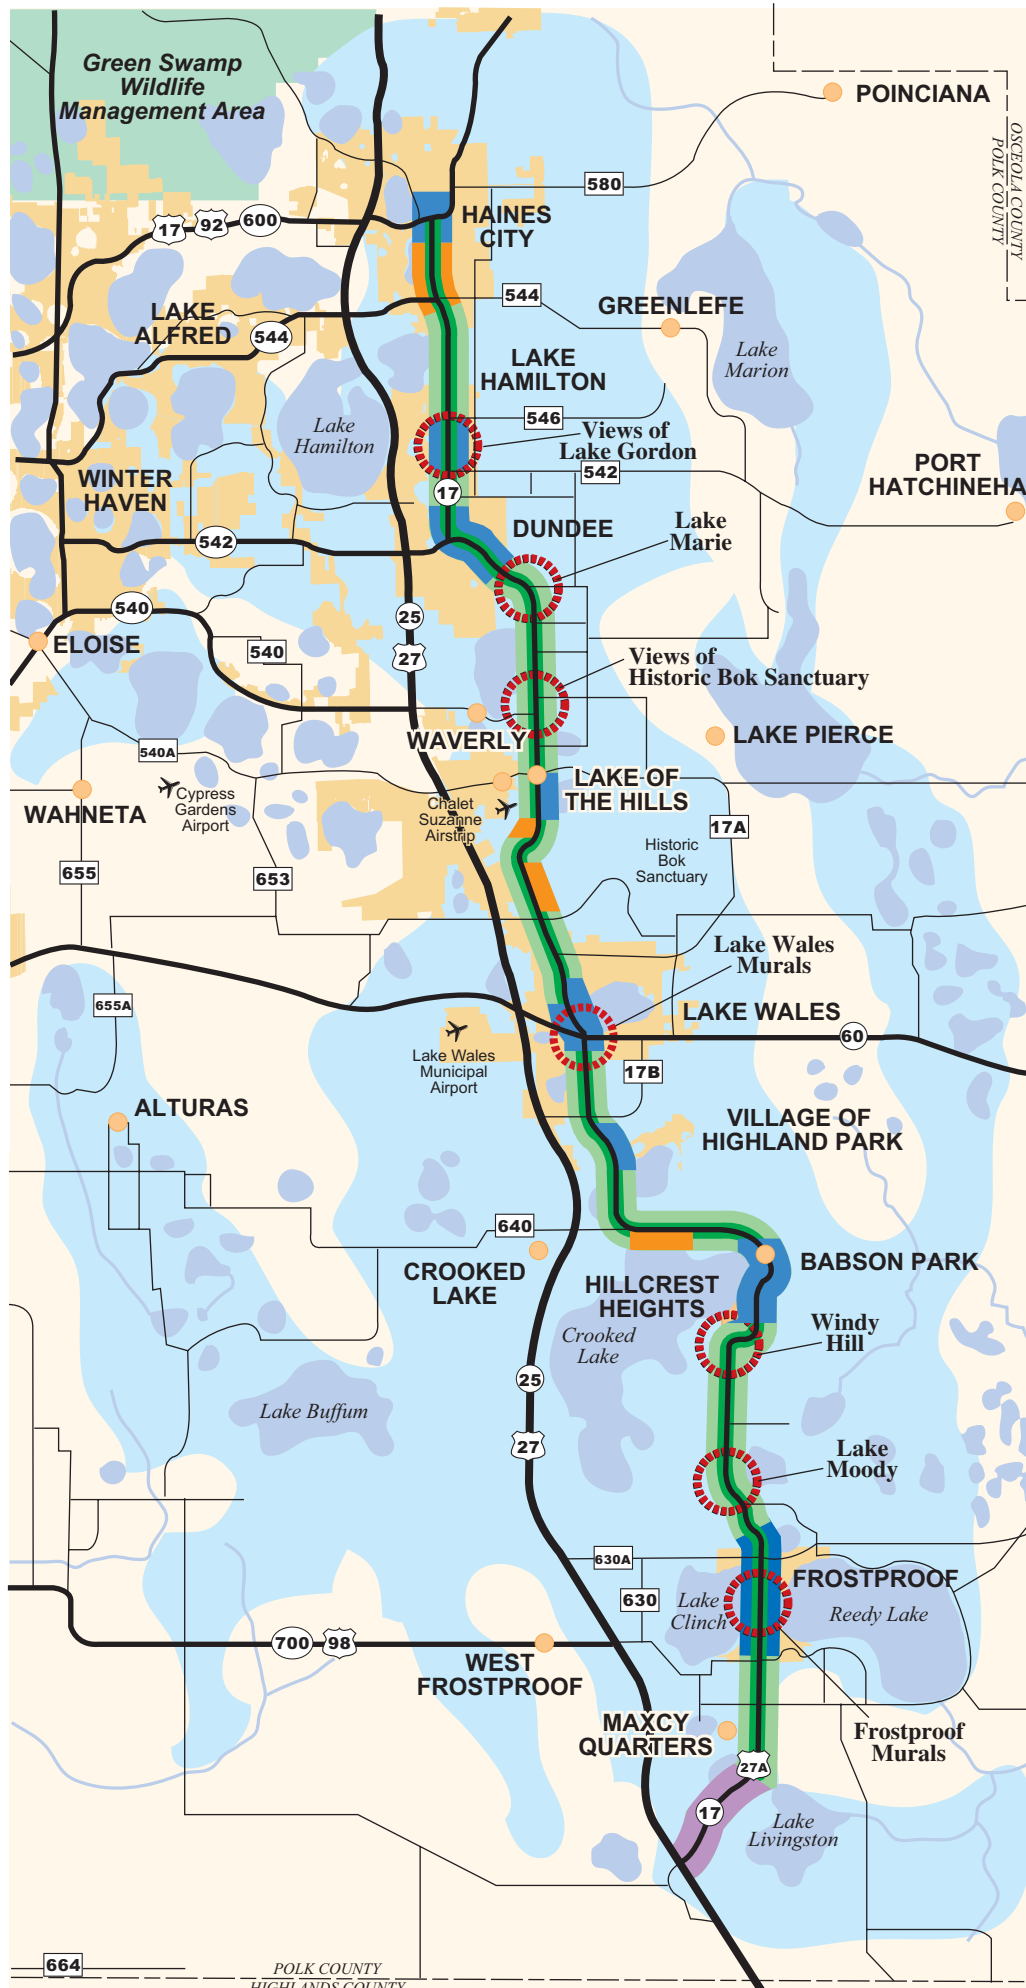 Green Swamp
Wildlife
Management Area
POINCIANA
OSCEOLA COUNTY
POLK COUNTY
580
HAINES
CITY
17
92
600
544
GREENLEFE
LAKE
ALFRED
544
LAKE
HAMILTON
Lake
Marion
Lake
Hamilton
546
Views of
Lake Gordon
542
PORT
HATCHINEHA
WINTER
HAVEN
17
DUNDEE
Lake
Marie
542
540
25
27
ELOISE
540
Views of
Historic Bok Sanctuary
WAVERLY
LAKE PIERCE
540A
WAHNETA
Cypress
Gardens
Airport
Chalet
Suzanne
Airstrip
LAKE OF
THE HILLS
17A
Historic
Bok
Sanctuary
655
653
Lake Wales
Murals
655A
LAKE WALES
60
Lake Wales
Municipal
Airport
17B
ALTURAS
VILLAGE OF
HIGHLAND PARK
640
CROOKED
LAKE
BABSON PARK
HILLCREST
HEIGHTS
Windy
Hill
Crooked
Lake
25
Lake Buffum
27
Lake
Moody
630A
FROSTPROOF
630
Lake
Clinch
Reedy Lake
700
98
WEST
FROSTPROOF
MAXCY
QUARTERS
Frostproof
Murals
27A
17
Lake
Livingston
664
POLK COUNTY
HIGHLANDS COUNTY